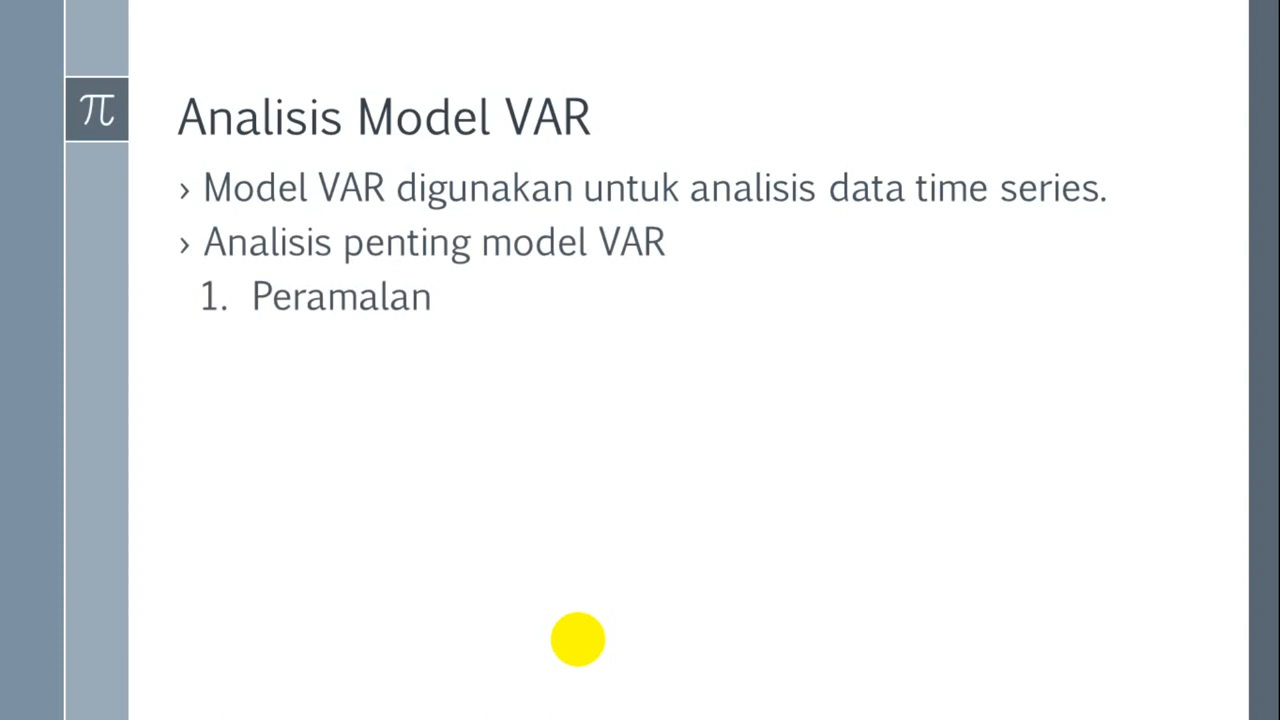 π
Analisis Model VAR
› Model VAR digunakan untuk analisis data time series.
› Analisis penting model VAR
1. Peramalan